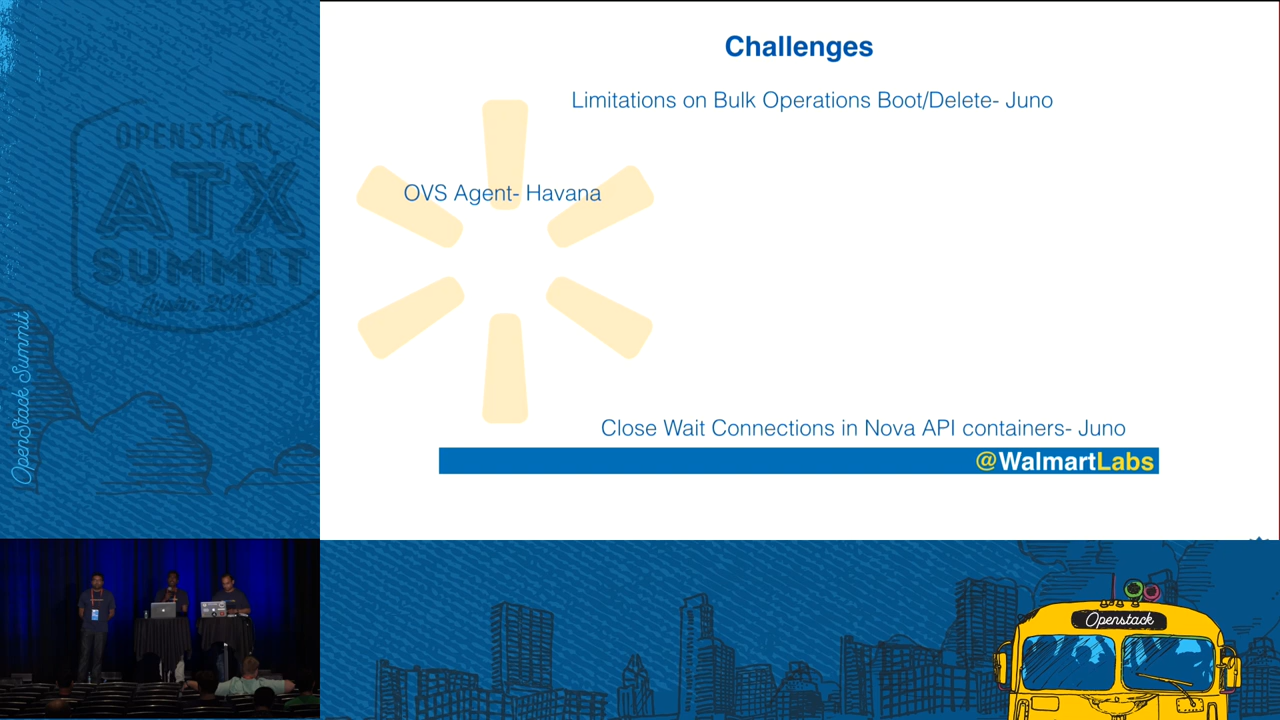 Challenges
Limitations on Bulk Operations Boot/Delete- Juno
OVS Agent- Havana
Close Wait Connections in Nova API containers- Juno
@WalmartLabs
OPENSTACK
ATX
SUMMIT
Austin 2016
OpenStack Summit
Openstack